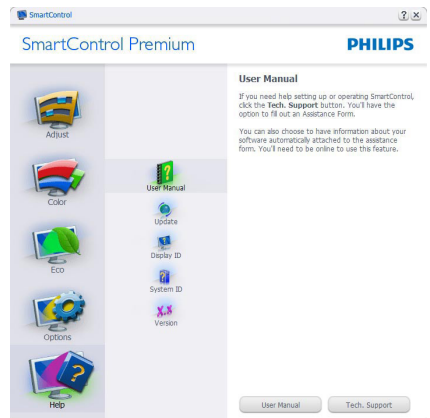 SmartControl
SmartControl Premium
PHILIPS
Adjust
Color
Eco
Options
Help
User Manual
Update
Display ID
System ID
X.X
Version
User Manual
If you need help setting up or operating SmartControl,
click the Tech. Support button. You'll have the
option to fill out an Assistance Form.
You can also choose to have information about your
software automatically attached to the assistance
form. You'll need to be online to use this feature.
User Manual
Tech. Support